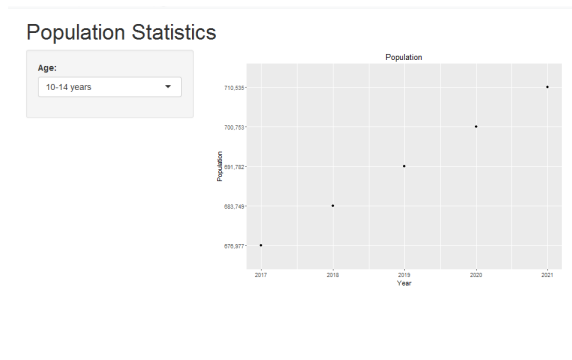 Population Statistics
Age:
10-14 years
Population
Population
710,535
700,753
691,782
683,749
676,977
2017
2018
2019
2020
2021
Year